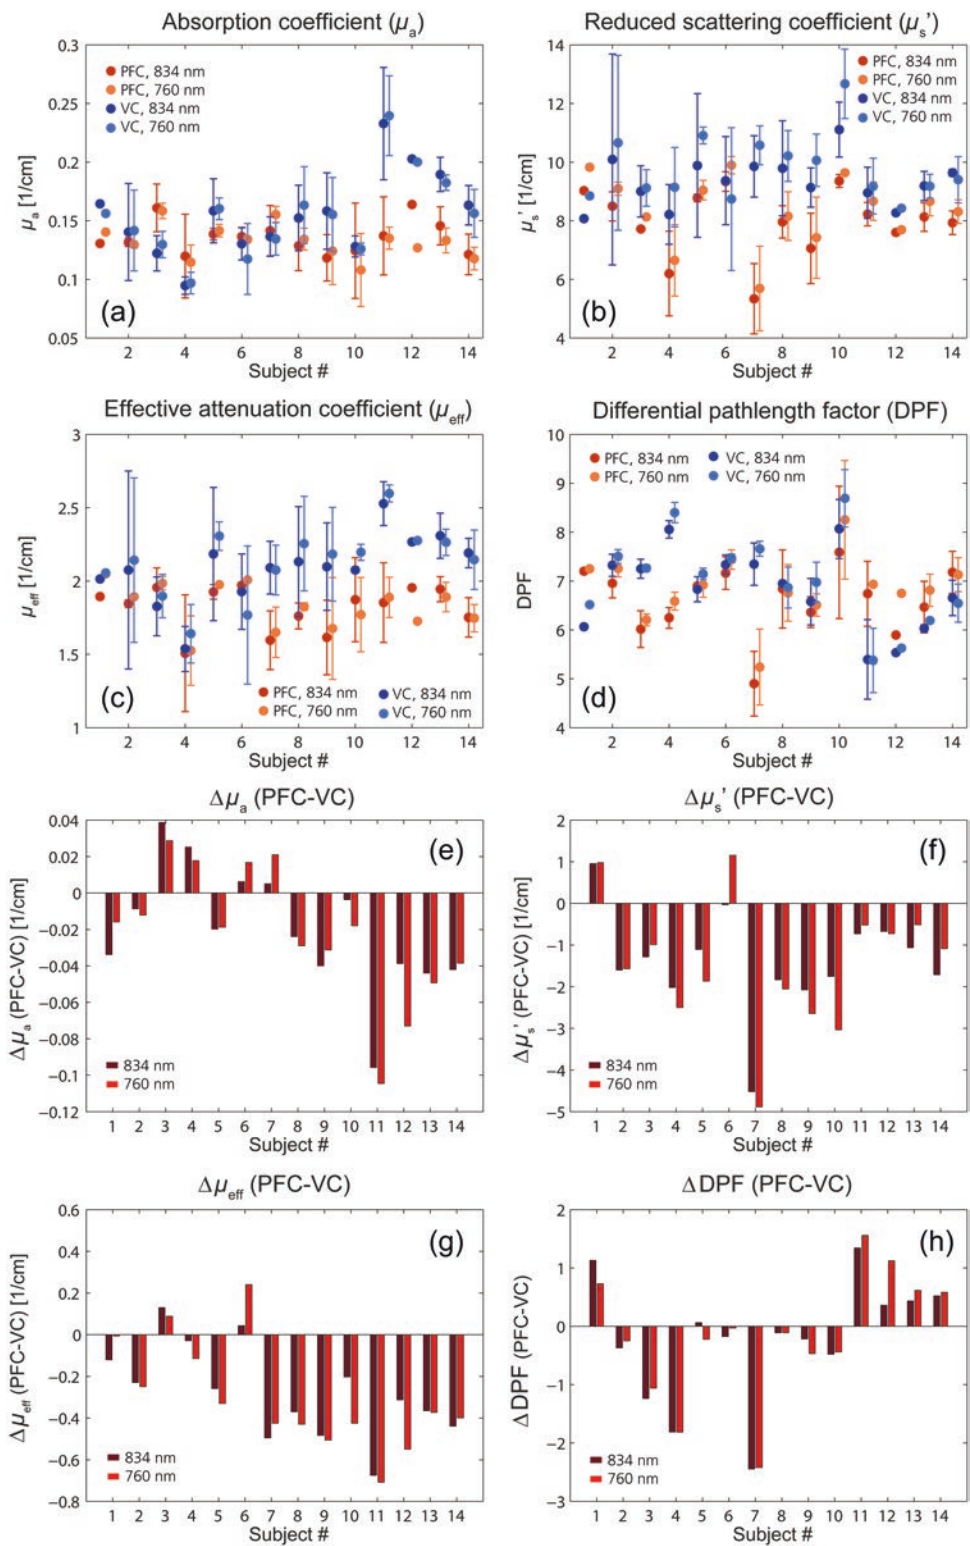 Absorption coefficient (μa)
μa [1/cm]
0.3
0.25
0.2
0.15
0.1
0.05
PFC, 834 nm
PFC, 760 nm
VC, 834 nm
VC, 760 nm
(a)
2 4 6 8 10 12 14
Subject #
Reduced scattering coefficient (μs')
μs' [1/cm]
14
12
10
8
6
4
PFC, 834 nm
PFC, 760 nm
VC, 834 nm
VC, 760 nm
(b)
2 4 6 8 10 12 14
Subject #
Effective attenuation coefficient (μeff)
μeff [1/cm]
3
2.5
2
1.5
1
(c)
PFC, 834 nm VC, 834 nm
PFC, 760 nm VC, 760 nm
2 4 6 8 10 12 14
Subject #
Differential pathlength factor (DPF)
DPF
10
9
8
7
6
5
4
PFC, 834 nm VC, 834 nm
PFC, 760 nm VC, 760 nm
(d)
2 4 6 8 10 12 14
Subject #
Δμa (PFC-VC)
Δμa (PFC-VC) [1/cm]
0.04
0.02
0
−0.02
−0.04
−0.06
−0.08
−0.1
−0.12
(e)
834 nm
760 nm
1 2 3 4 5 6 7 8 9 10 11 12 13 14
Subject #
Δμs' (PFC-VC)
Δμs' (PFC-VC) [1/cm]
2
1
0
−1
−2
−3
−4
−5
(f)
834 nm
760 nm
1 2 3 4 5 6 7 8 9 10 11 12 13 14
Subject #
Δμeff (PFC-VC)
Δμeff (PFC-VC) [1/cm]
0.6
0.4
0.2
0
−0.2
−0.4
−0.6
−0.8
(g)
834 nm
760 nm
1 2 3 4 5 6 7 8 9 10 11 12 13 14
Subject #
ΔDPF (PFC-VC)
ΔDPF (PFC-VC)
2
1
0
−1
−2
−3
(h)
834 nm
760 nm
1 2 3 4 5 6 7 8 9 10 11 12 13 14
Subject #